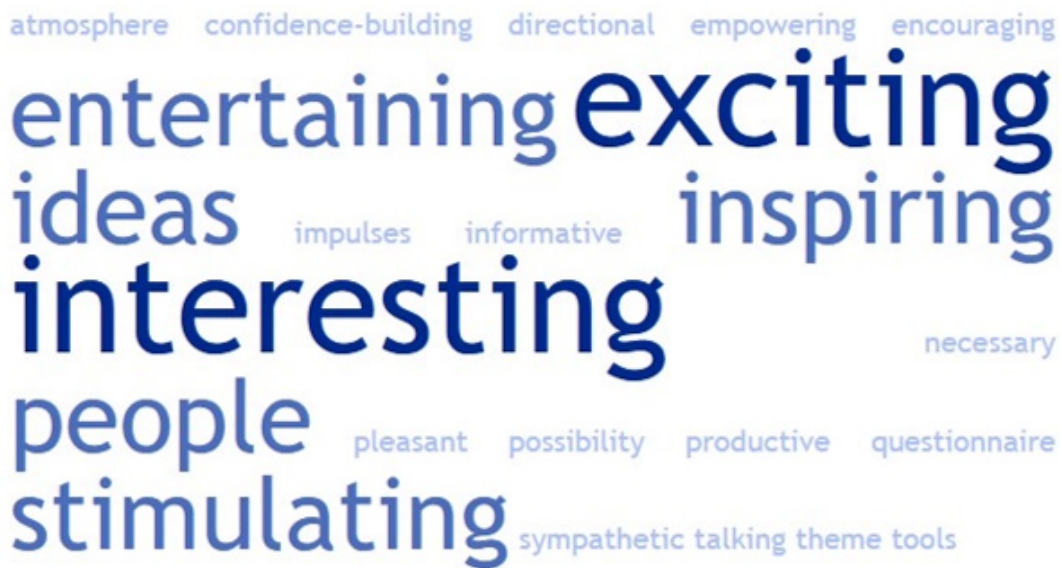 atmosphere confidence-building directional empowering encouraging
entertaining exciting
ideas impulses informative inspiring
interesting necessary
people pleasant possibility productive questionnaire
stimulating sympathetic talking theme tools